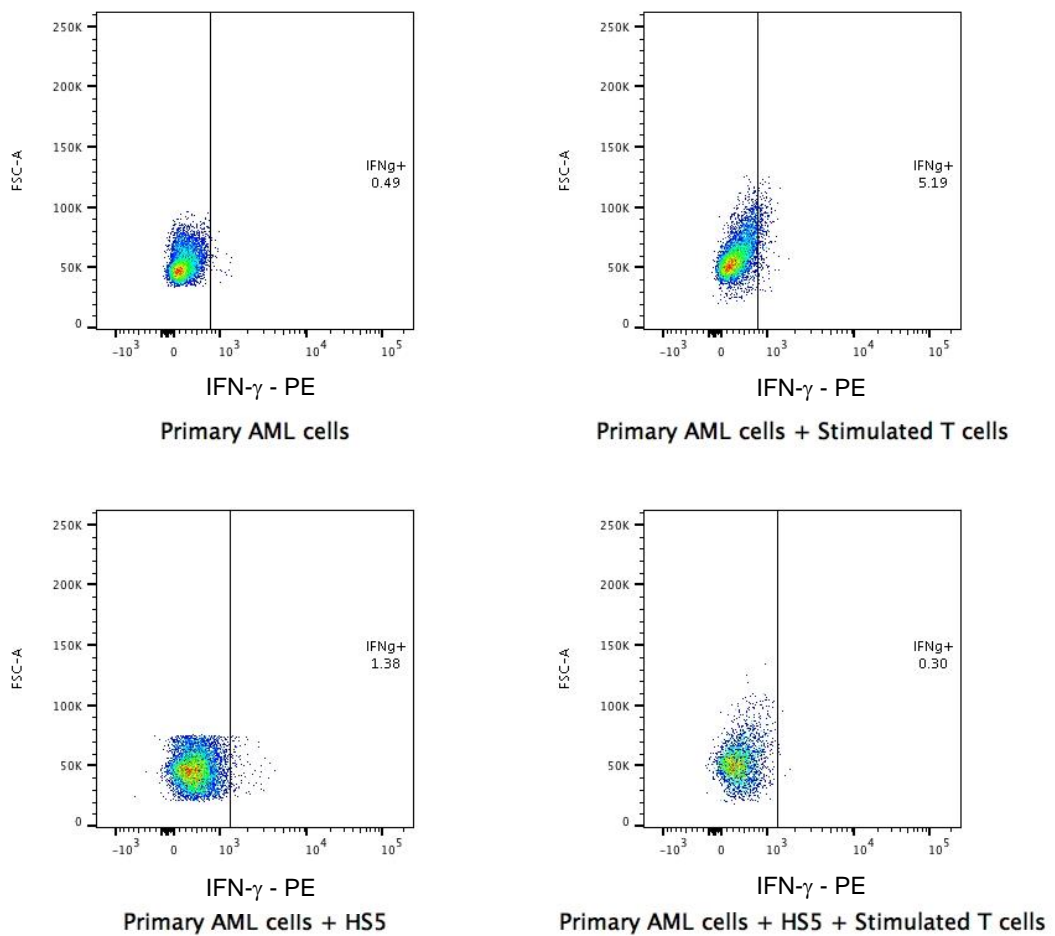 250K
200K
150K
100K
50K
0
FSC-A
IFNg+
0.49
-10³ 0 10³ 10⁴ 10⁵
IFN-γ - PE
Primary AML cells
250K
200K
150K
100K
50K
0
FSC-A
IFNg+
5.19
-10³ 0 10³ 10⁴ 10⁵
IFN-γ - PE
Primary AML cells + Stimulated T cells
250K
200K
150K
100K
50K
0
FSC-A
IFNg+
1.38
-10³ 0 10³ 10⁴ 10⁵
IFN-γ - PE
Primary AML cells + HS5
250K
200K
150K
100K
50K
0
FSC-A
IFNg+
0.30
-10³ 0 10³ 10⁴ 10⁵
IFN-γ - PE
Primary AML cells + HS5 + Stimulated T cells